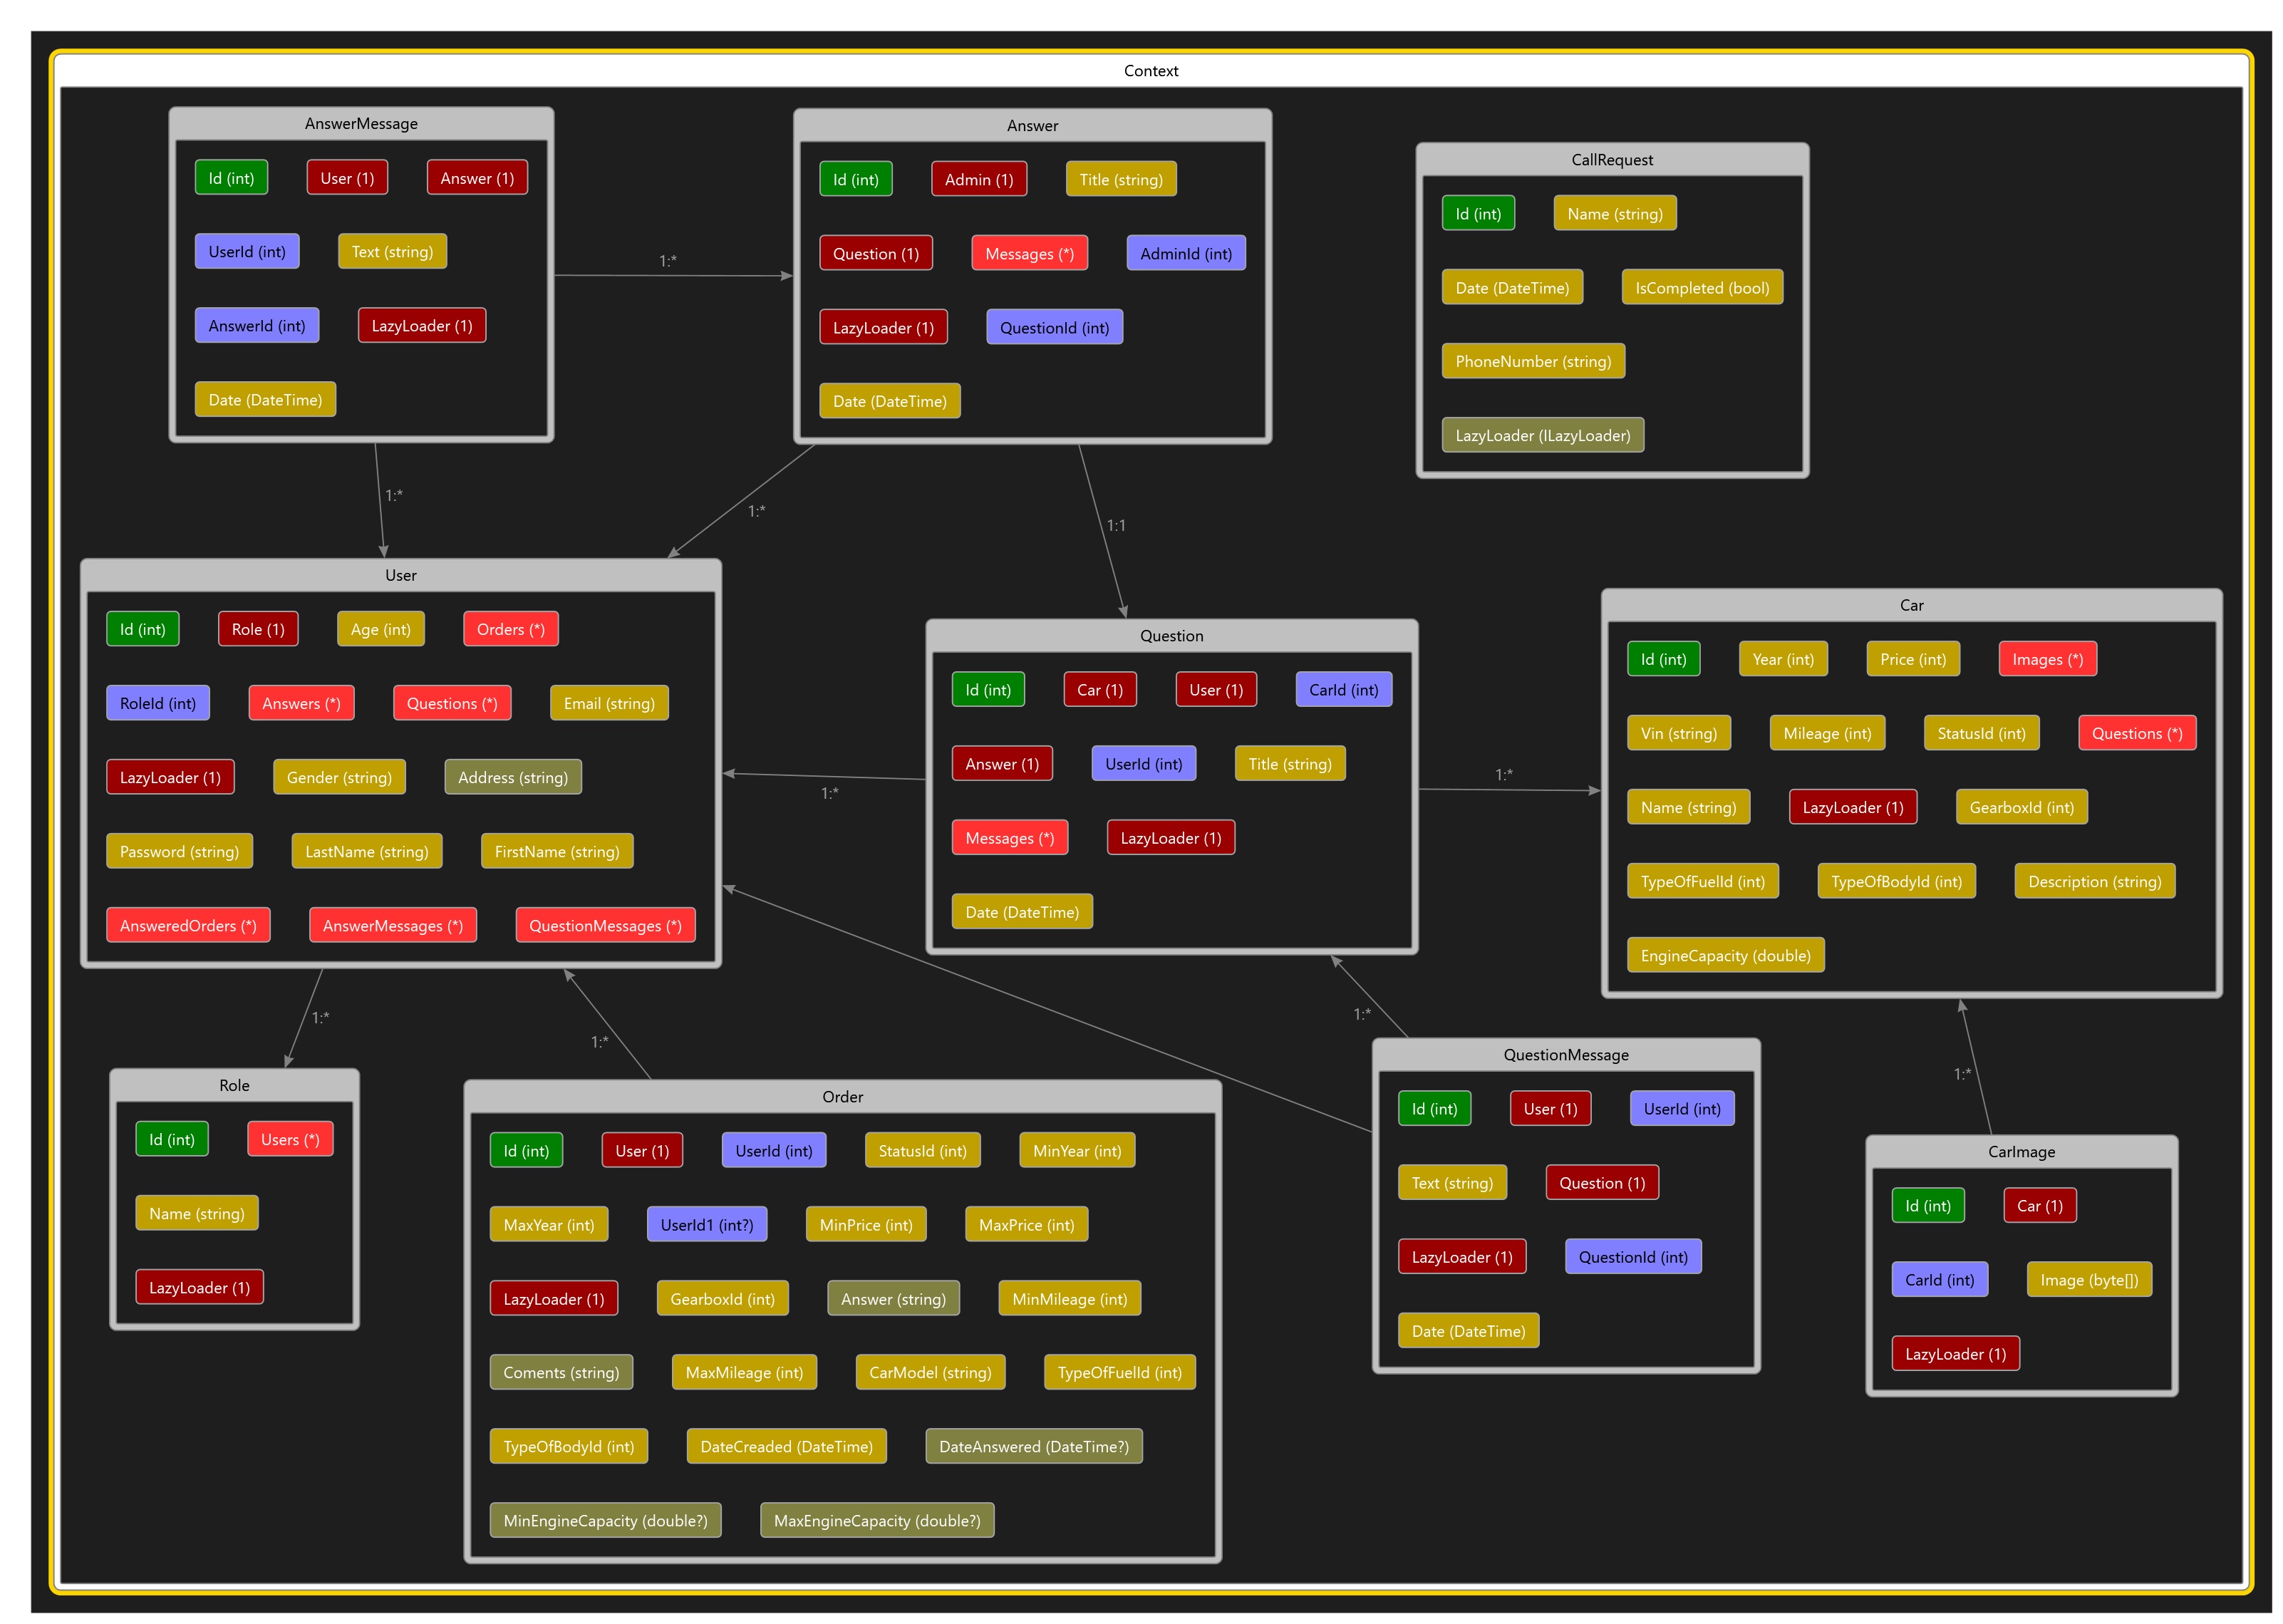 Context
AnswerMessage
Id (int) User (1) Answer (1)
UserId (int) Text (string)
AnswerId (int) LazyLoader (1)
Date (DateTime)
1:*
Answer
Id (int) Admin (1) Title (string)
Question (1) Messages (*) AdminId (int)
LazyLoader (1) QuestionId (int)
Date (DateTime)
CallRequest
Id (int) Name (string)
Date (DateTime) IsCompleted (bool)
PhoneNumber (string)
LazyLoader (ILazyLoader)
1:*
1:*
1:1
User
Id (int) Role (1) Age (int) Orders (*)
RoleId (int) Answers (*) Questions (*) Email (string)
LazyLoader (1) Gender (string) Address (string)
Password (string) LastName (string) FirstName (string)
AnsweredOrders (*) AnswerMessages (*) QuestionMessages (*)
1:*
Question
Id (int) Car (1) User (1) CarId (int)
Answer (1) UserId (int) Title (string)
Messages (*) LazyLoader (1)
Date (DateTime)
1:*
Car
Id (int) Year (int) Price (int) Images (*)
Vin (string) Mileage (int) StatusId (int) Questions (*)
Name (string) LazyLoader (1) GearboxId (int)
TypeOfFuelId (int) TypeOfBodyId (int) Description (string)
EngineCapacity (double)
1:*
1:*
1:*
1:*
Role
Id (int) Users (*)
Name (string)
LazyLoader (1)
Order
Id (int) User (1) UserId (int) StatusId (int) MinYear (int)
MaxYear (int) UserId1 (int?) MinPrice (int) MaxPrice (int)
LazyLoader (1) GearboxId (int) Answer (string) MinMileage (int)
Coments (string) MaxMileage (int) CarModel (string) TypeOfFuelId (int)
TypeOfBodyId (int) DateCreaded (DateTime) DateAnswered (DateTime?)
MinEngineCapacity (double?) MaxEngineCapacity (double?)
QuestionMessage
Id (int) User (1) UserId (int)
Text (string) Question (1)
LazyLoader (1) QuestionId (int)
Date (DateTime)
CarImage
Id (int) Car (1)
CarId (int) Image (byte[])
LazyLoader (1)